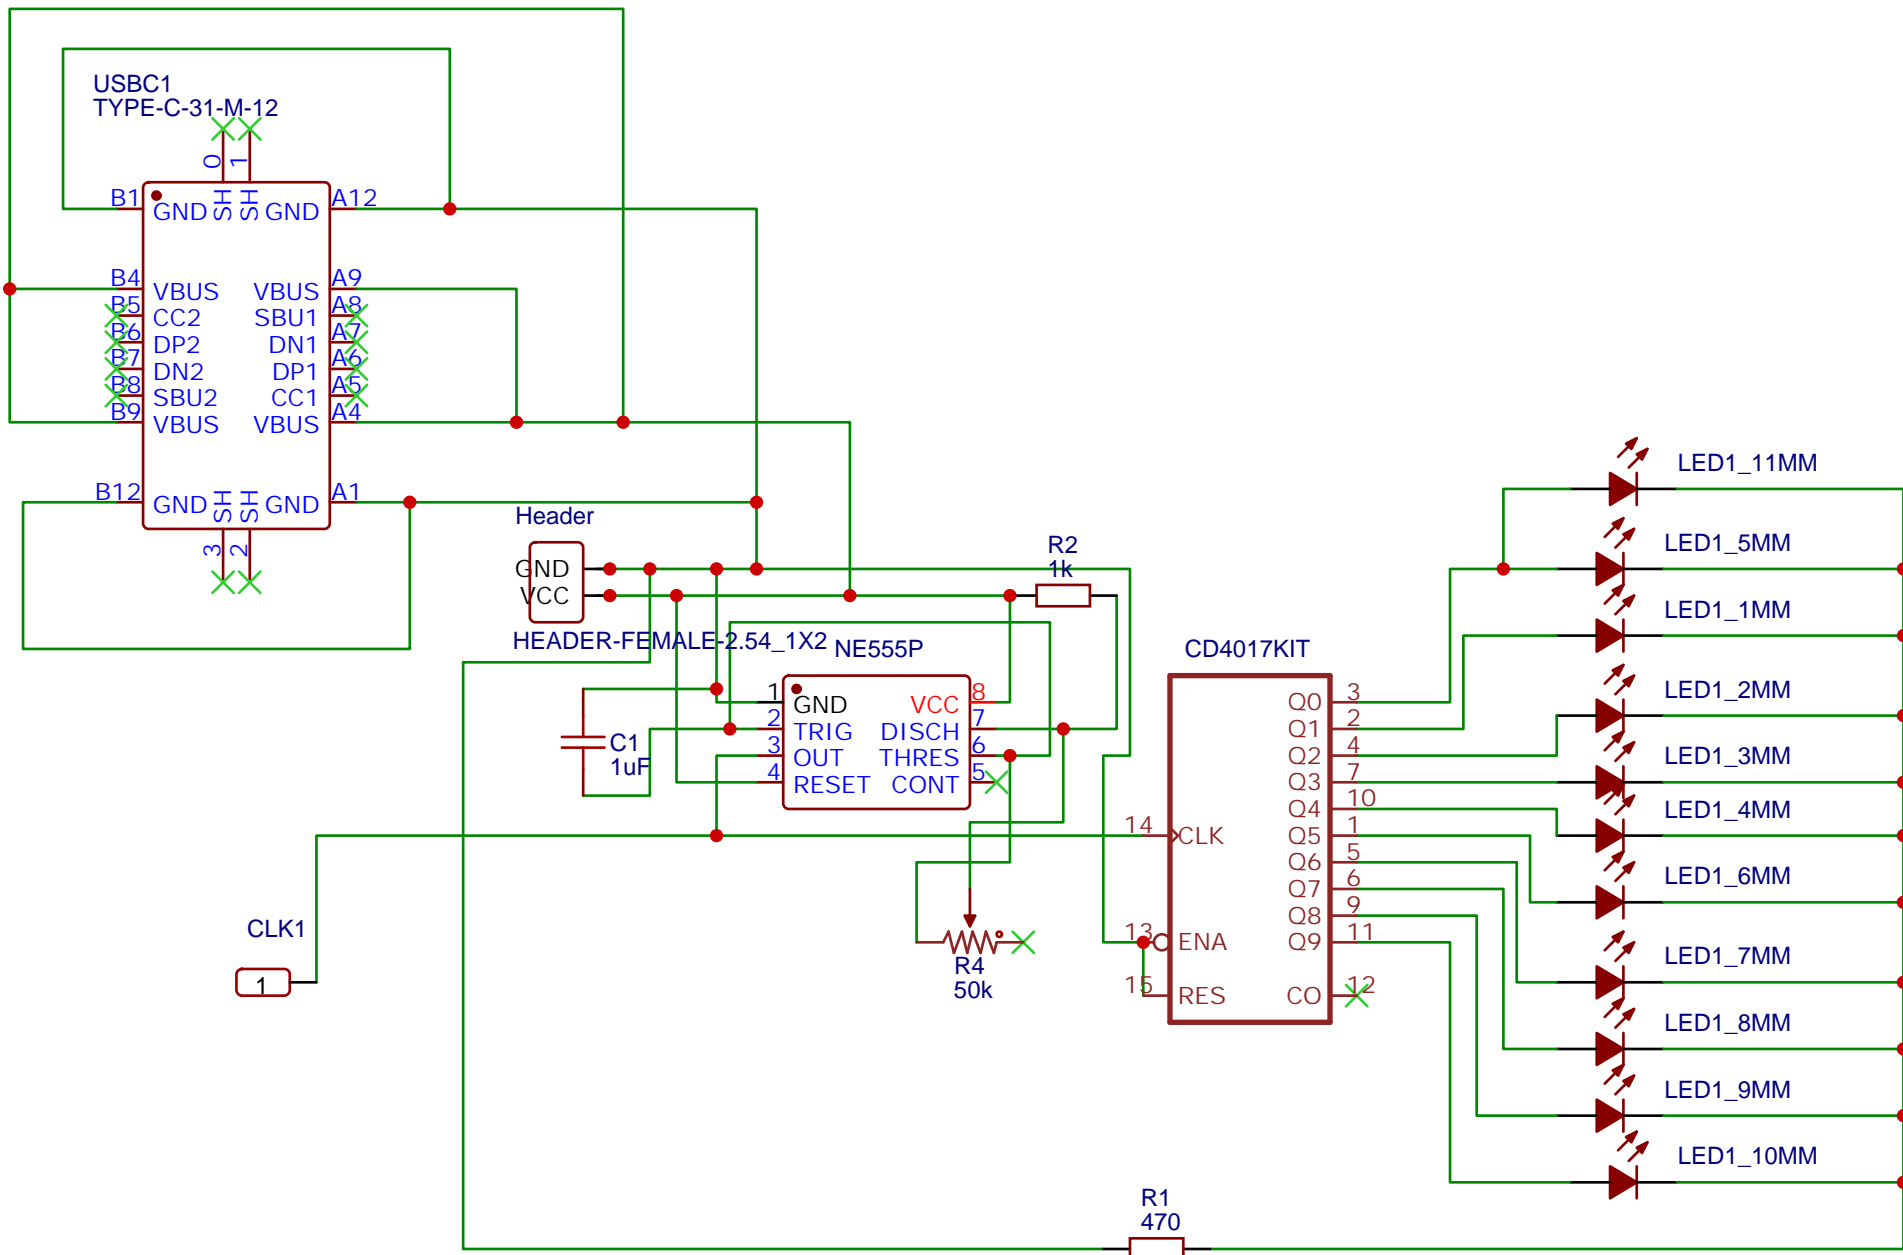 USBC1
TYPE-C-31-M-12
0 1
B1 GND SH SH GND A12
B4 VBUS VBUS A9
B5 CC2 SBU1 A8
B6 DP2 DN1 A7
B7 DN2 DP1 A6
B8 SBU2 CC1 A5
B9 VBUS VBUS A4
B12 GND SH SH GND A1
3 2
Header
GND
VCC
HEADER-FEMALE-2.54_1X2
R2
1k
NE555P
1 GND VCC 8
2 TRIG DISCH 7
3 OUT THRES 6
4 RESET CONT 5
C1
1uF
CLK1
1
R4
50k
CD4017KIT
Q0 3
Q1 2
Q2 4
Q3 7
Q4 10
14 CLK Q5 1
Q6 5
Q7 6
Q8 9
13 ENA Q9 11
15 RES CO 12
LED1_11MM
LED1_5MM
LED1_1MM
LED1_2MM
LED1_3MM
LED1_4MM
LED1_6MM
LED1_7MM
LED1_8MM
LED1_9MM
LED1_10MM
R1
470